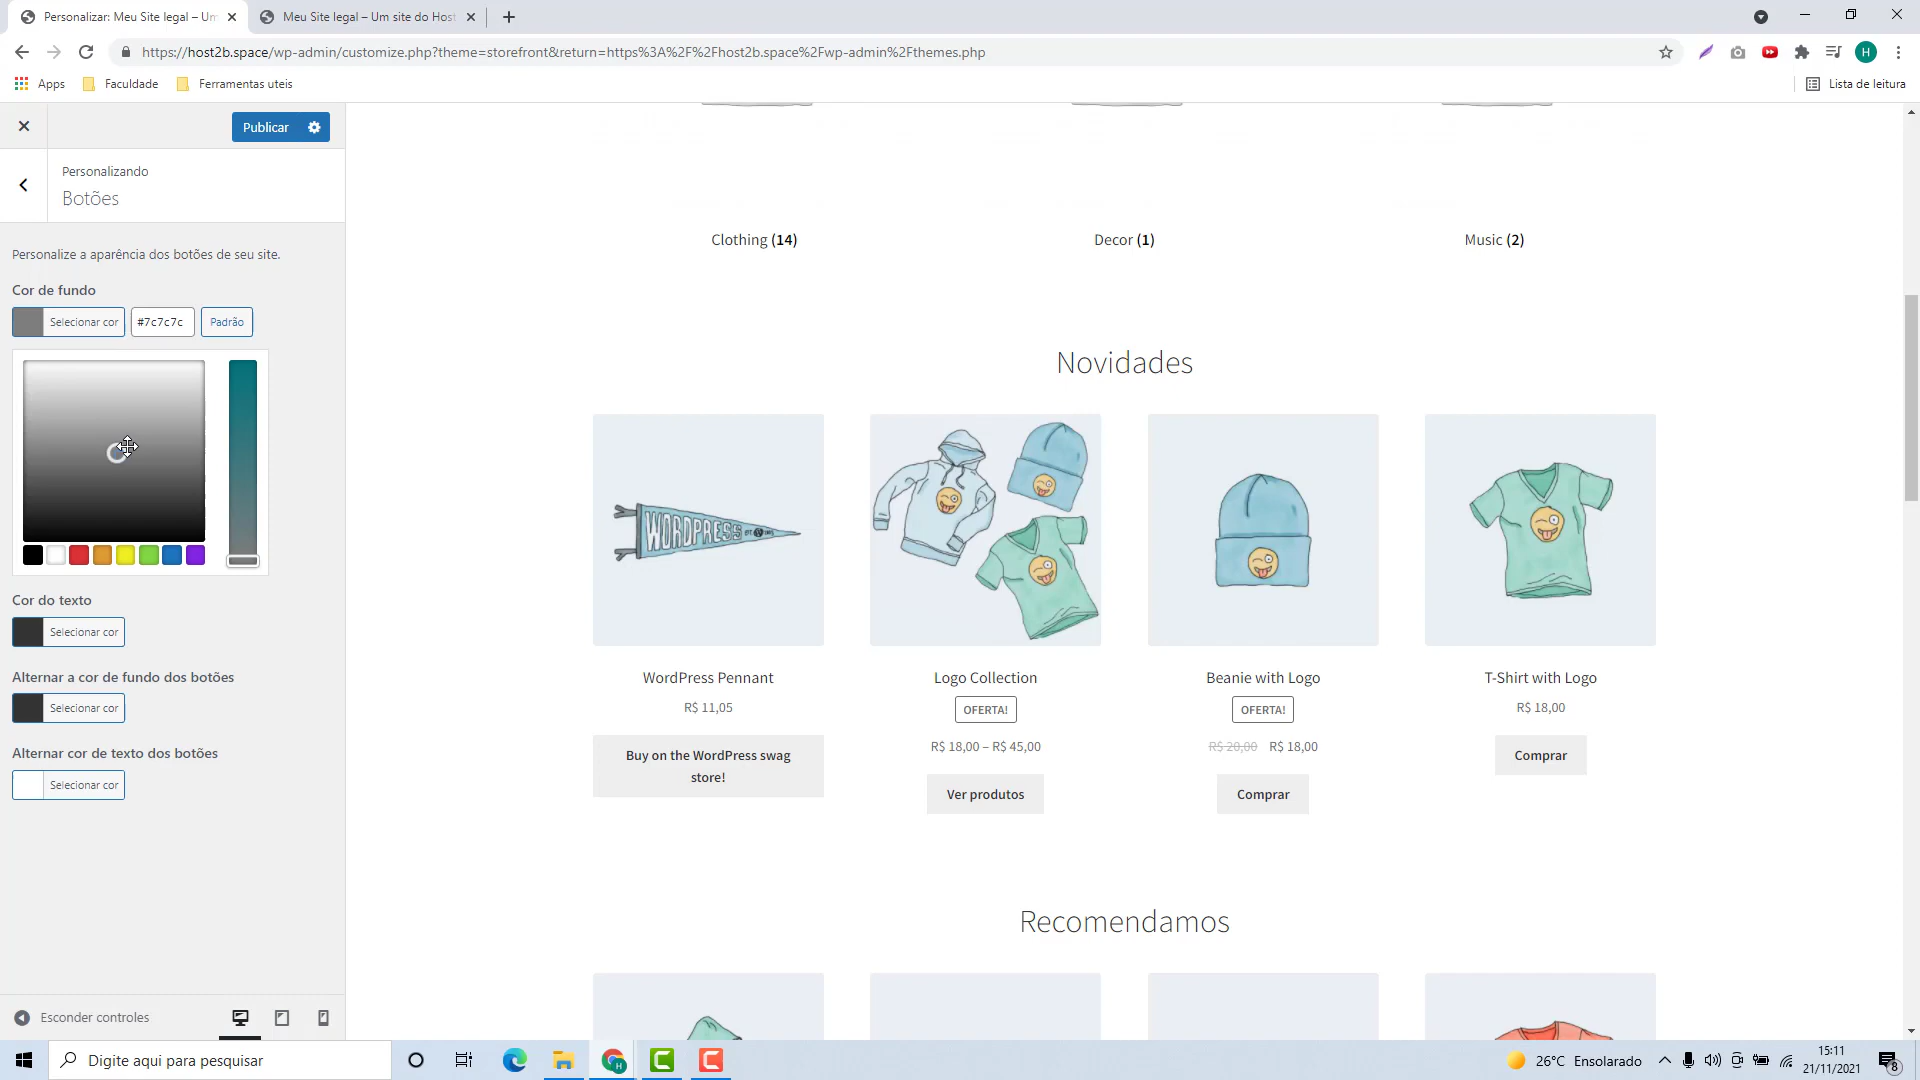 Personalizar: Meu Site legal – Um
Meu Site legal – Um site do Host
https://host2b.space/wp-admin/customize.php?theme=storefront&return=https%3A%2F%2Fhost2b.space%2Fwp-admin%2Fthemes.php
H
Apps
Faculdade
Ferramentas uteis
Lista de leitura
Publicar
Personalizando
Botões
Personalize a aparência dos botões de seu site.
Cor de fundo
Selecionar cor
#7c7c7c
Padrão
Cor do texto
Selecionar cor
Alternar a cor de fundo dos botões
Selecionar cor
Alternar cor de texto dos botões
Selecionar cor
Esconder controles
Clothing (14)
Decor (1)
Music (2)
Novidades
WORDPRESS
WordPress Pennant
R$ 11,05
Buy on the WordPress swag
store!
Logo Collection
OFERTA!
R$ 18,00 – R$ 45,00
Ver produtos
Beanie with Logo
OFERTA!
R$ 20,00 R$ 18,00
Comprar
T-Shirt with Logo
R$ 18,00
Comprar
Recomendamos
Digite aqui para pesquisar
26°C Ensolarado
15:11
21/11/2021
8